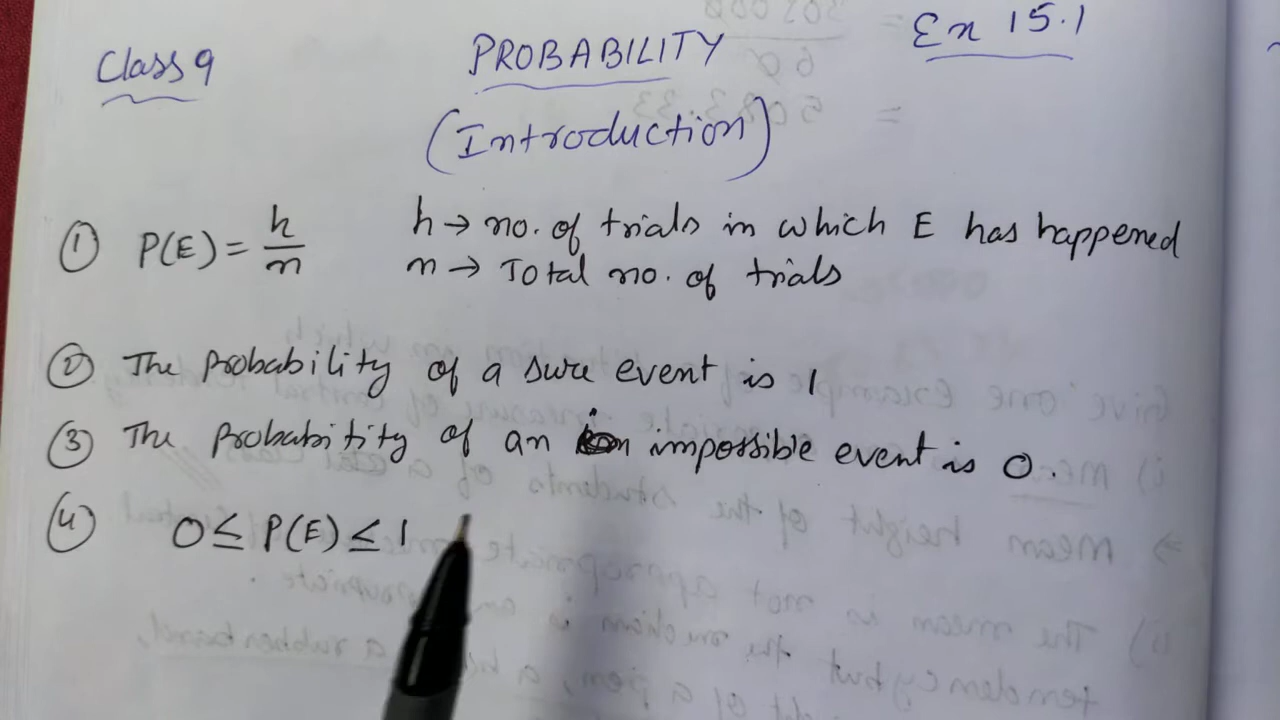 Class 9
PROBABILITY
Ex 15.1
(Introduction)
① P(E) = h/n
h → no. of trials in which E has happened
n → Total no. of trials
② The Probability of a sure event is 1
③ The Probability of an impossible event is 0.
④ 0 ≤ P(E) ≤ 1